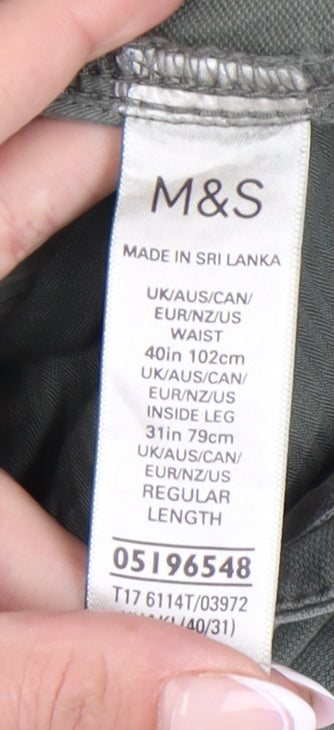 M&S
MADE IN SRI LANKA
UK/AUS/CAN/
EUR/NZ/US
WAIST
40in 102cm
UK/AUS/CAN/
EUR/NZ/US
INSIDE LEG
31in 79cm
UK/AUS/CAN/
EUR/NZ/US
REGULAR
LENGTH
05196548
T17 6114T/03972
(40/31)